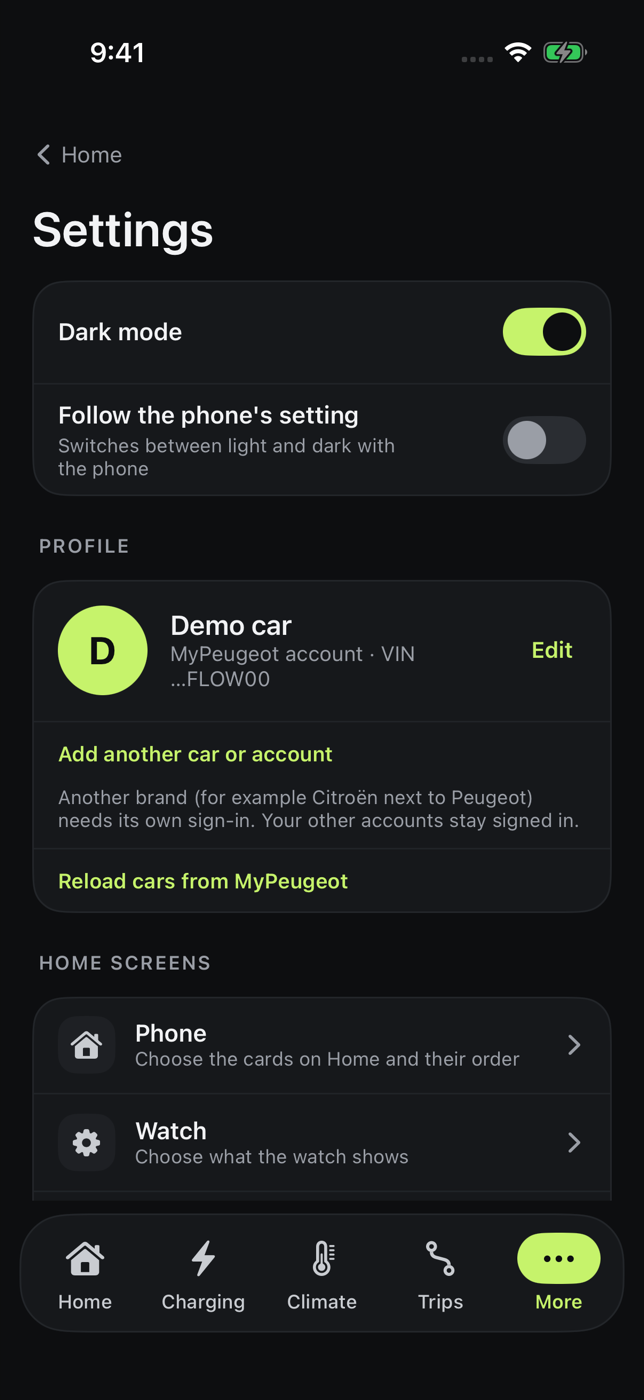 9:41
Home
Settings
Dark mode
Follow the phone's setting
Switches between light and dark with
the phone
PROFILE
D
Demo car
MyPeugeot account · VIN
...FLOW00
Edit
Add another car or account
Another brand (for example Citroën next to Peugeot)
needs its own sign-in. Your other accounts stay signed in.
Reload cars from MyPeugeot
HOME SCREENS
Phone
Choose the cards on Home and their order
Watch
Choose what the watch shows
Home
Charging
Climate
Trips
More